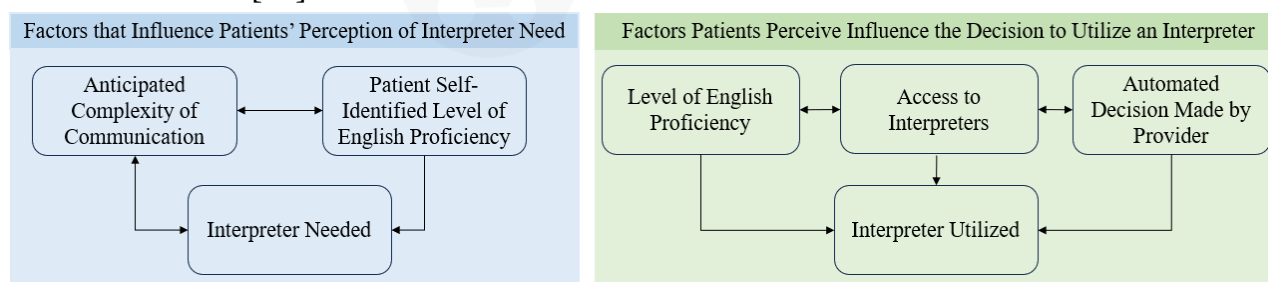 Factors that Influence Patients’ Perception of Interpreter Need
Anticipated
Complexity of
Communication
Patient Self-
Identified Level of
English Proficiency
Interpreter Needed
Factors Patients Perceive Influence the Decision to Utilize an Interpreter
Level of English
Proficiency
Access to
Interpreters
Automated
Decision Made by
Provider
Interpreter Utilized